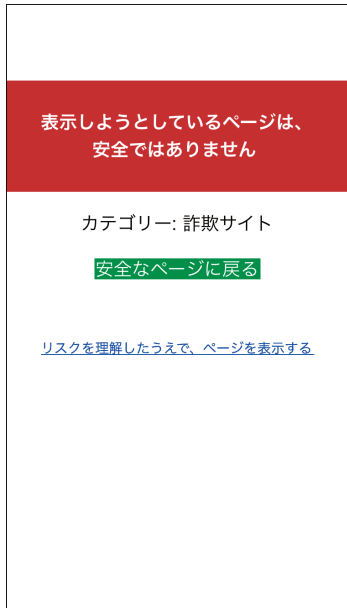 表示しようとしているページは、
安全ではありません
カテゴリー: 詐欺サイト
安全なページに戻る
リスクを理解したうえで、ページを表示する